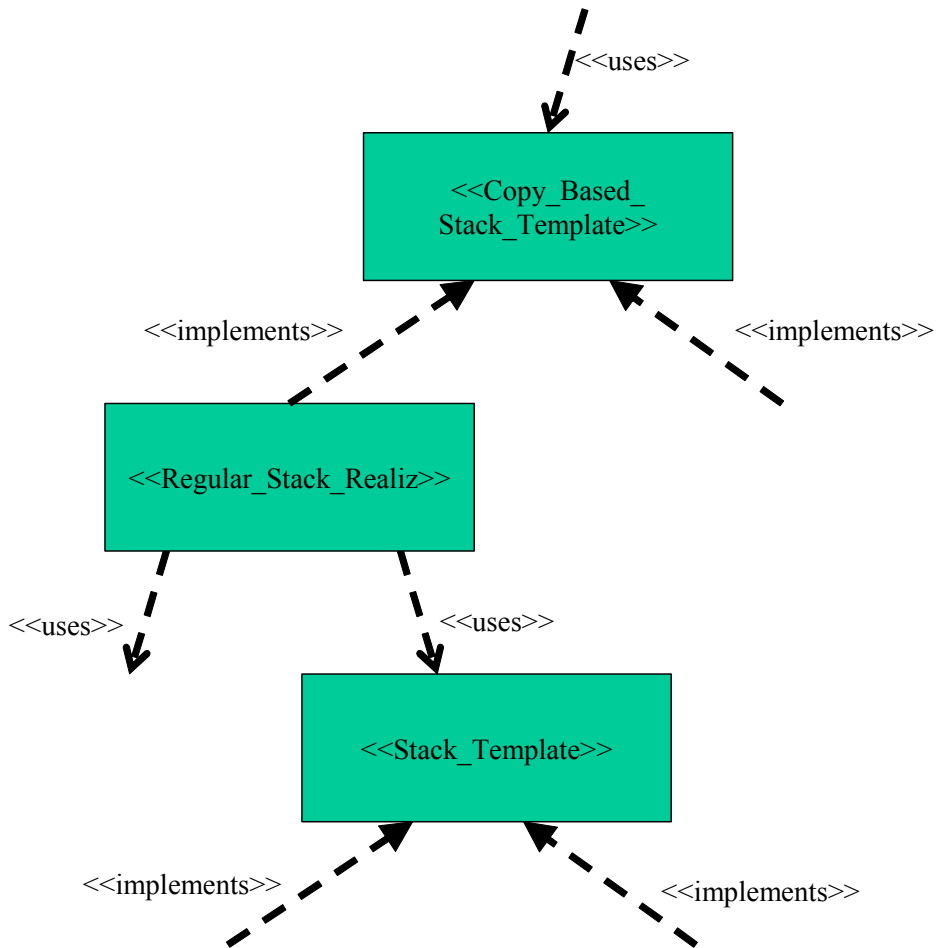 <<uses>>
<<Copy_Based_
Stack_Template>>
<<implements>>
<<implements>>
<<Regular_Stack_Realiz>>
<<uses>>
<<uses>>
<<Stack_Template>>
<<implements>>
<<implements>>